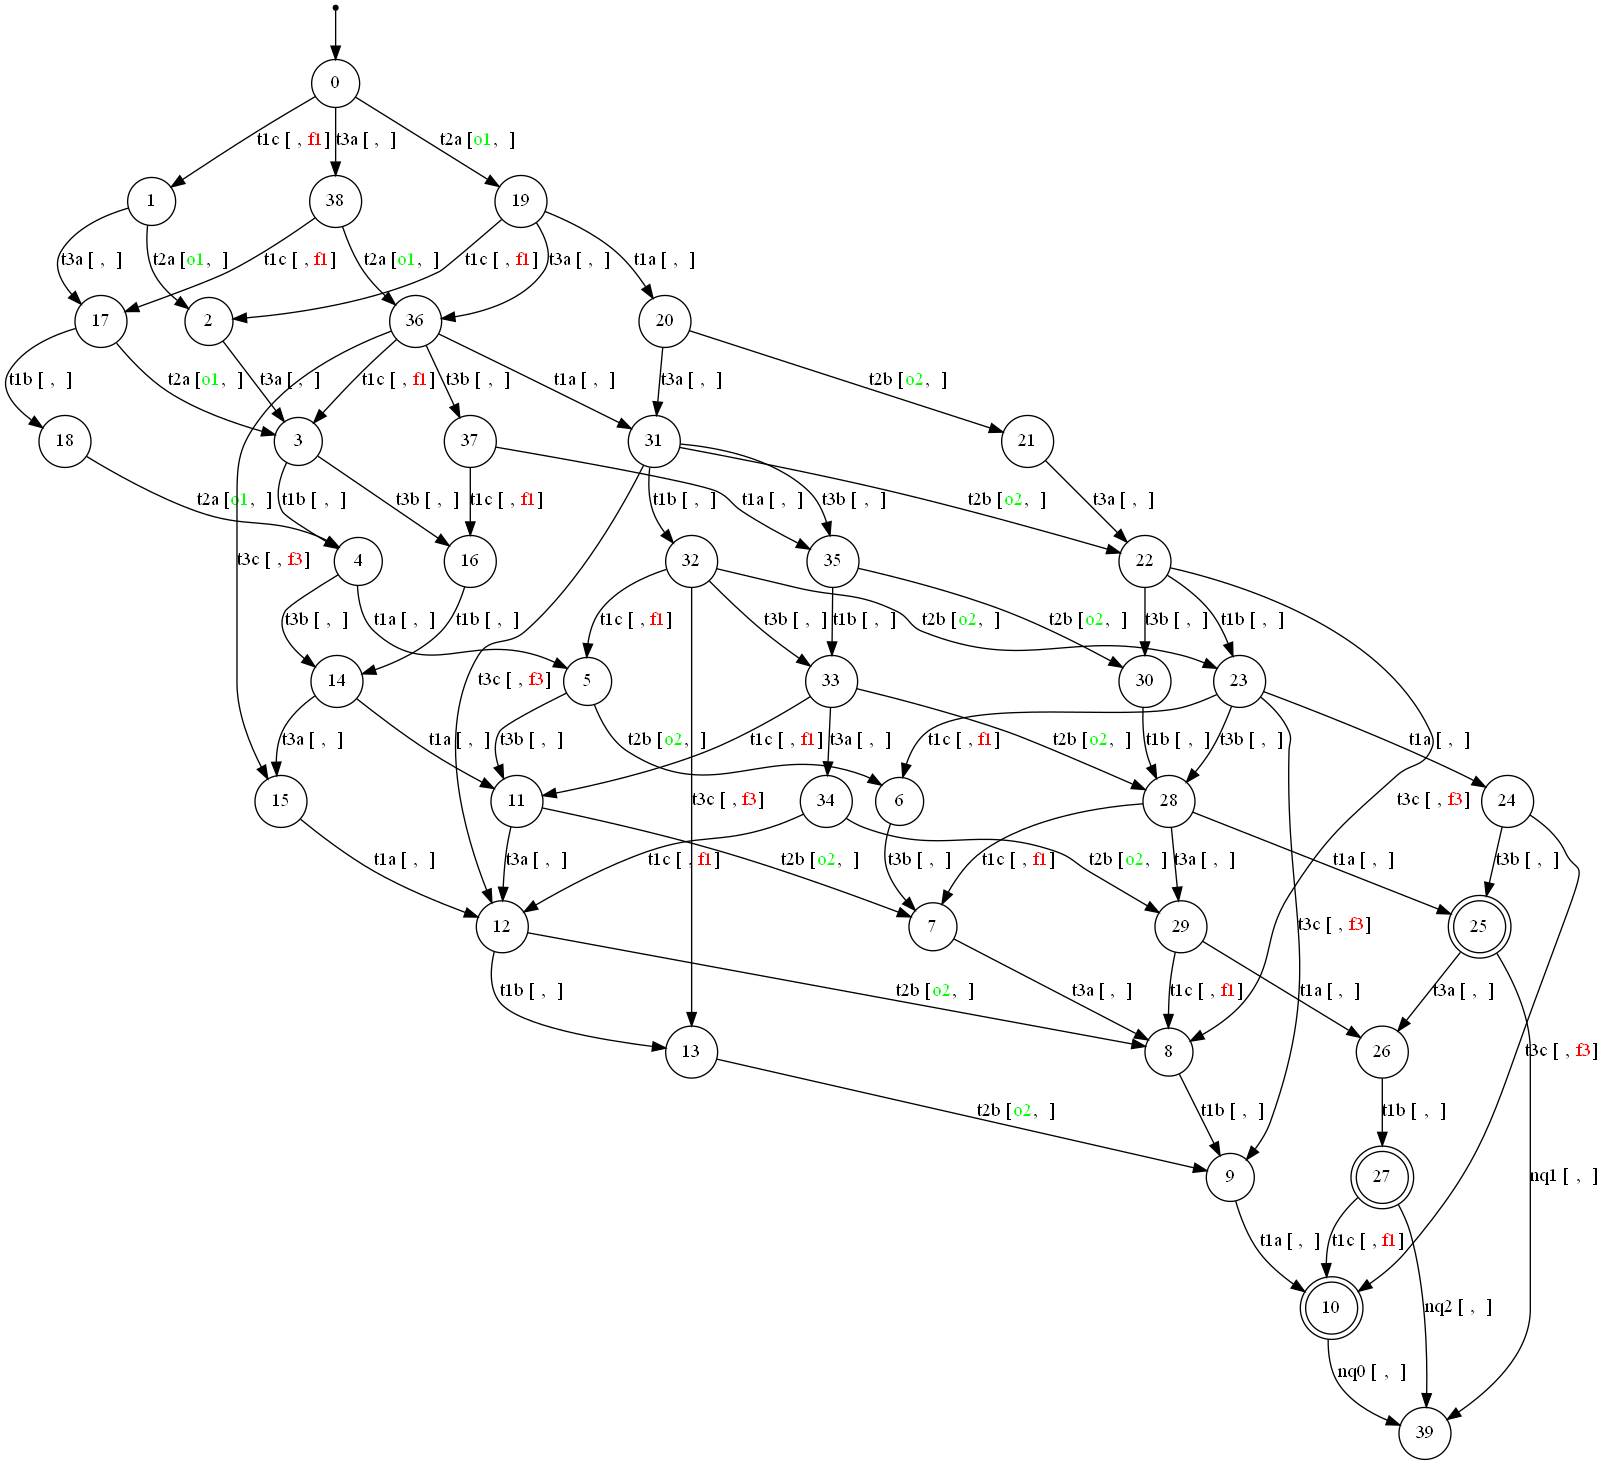 0
t1c [ , f1]
t3a [ , ]
t2a [o1, ]
1
38
19
t3a [ , ]
t2a [o1, ]
t1c [ , f1]
t2a [o1, ]
t1c [ , f1]
t3a [ , ]
t1a [ , ]
17
2
36
20
t1b [ , ]
t2a [o1, ]
t3a [ , ]
t1c [ , f1]
t3b [ , ]
t1a [ , ]
t3a [ , ]
t2b [o2, ]
18
3
37
31
21
t2a [o1, ]
t1b [ , ]
t3b [ , ]
t1c [ , f1]
t1b [ , ]
t1a [ , ]
t3b [ , ]
t2b [o2, ]
t3a [ , ]
t3c [ , f3]
4
16
32
35
22
t3b [ , ]
t1a [ , ]
t1b [ , ]
t1c [ , f1]
t3b [ , ]
t1b [ , ]
t2b [o2, ]
t2b [o2, ]
t3b [ , ]
t1b [ , ]
14
t3c [ , f3]
5
33
30
23
t3a [ , ]
t1a [ , ]
t3b [ , ]
t2b [o2, ]
t1c [ , f1]
t3a [ , ]
t1c [ , f1]
t2b [o2, ]
t1b [ , ]
t3b [ , ]
t1a [ , ]
15
11
t3c [ , f3]
34
6
28
t3c [ , f3]
24
t1a [ , ]
t3a [ , ]
t1c [ , f1]
t2b [o2, ]
t3b [ , ]
t1c [ , f1]
t2b [o2, ]
t3a [ , ]
t1a [ , ]
t3b [ , ]
12
7
29
t3c [ , f3]
25
t1b [ , ]
t2b [o2, ]
t3a [ , ]
t1c [ , f1]
t1a [ , ]
t3a [ , ]
13
8
26
t3c [ , f3]
t2b [o2, ]
t1b [ , ]
t1b [ , ]
9
27
nq1 [ , ]
t1a [ , ]
t1c [ , f1]
10
nq2 [ , ]
nq0 [ , ]
39